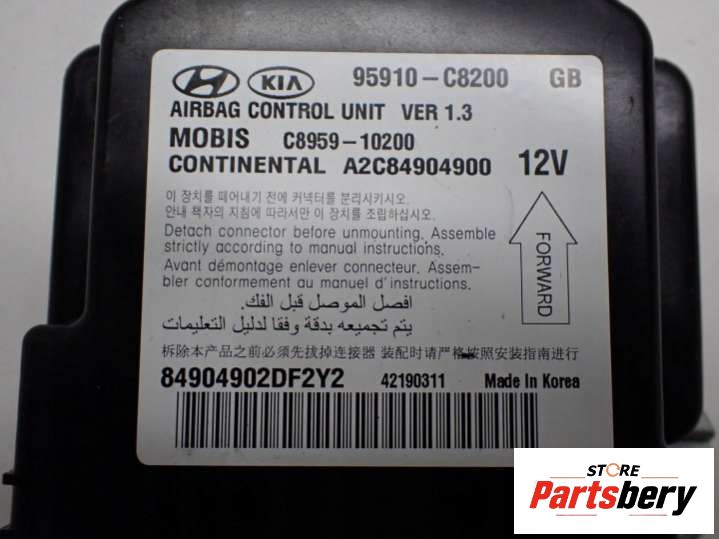 KIA 95910-C8200 GB
AIRBAG CONTROL UNIT VER 1.3
MOBIS C8959-10200
CONTINENTAL A2C84904900 12V
이 장치를 떼어내기 전에 커넥터를 분리시키시오.
안내 책자의 지침에 따라서만 이 장치를 조립하십시오.
Detach connector before unmounting. Assemble
strictly according to manual instructions.
Avant démontage enlever connecteur. Assem-
bler conformement au manuel d'instructions.
افصل الموصل قبل الفك.
يتم تجميعه بدقة وفقا لدليل التعليمات
FORWARD
拆除本产品之前必须先拔掉连接器 装配时请严格按照安装指南进行
84904902DF2Y2 42190311 Made in Korea
STORE
Partsbery